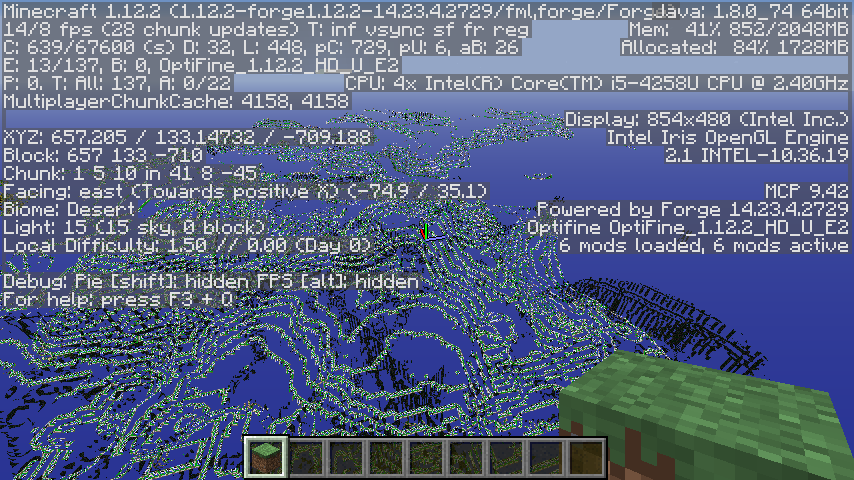 Minecraft 1.12.2 (1.12.2-forge1.12.2-14.23.4.2729/fml,forge/Forg
Java: 1.8.0_74 64bit
14/8 fps (28 chunk updates) T: inf vsync sf fr reg
Mem: 41% 852/2048MB
C: 639/67600 (s) D: 32, L: 448, pC: 729, pU: 6, aB: 26
Allocated: 84% 1728MB
E: 13/137, B: 0, OptiFine_1.12.2_HD_U_E2
P: 0. T: All: 137, A: 0/22
CPU: 4x Intel(R) Core(TM) i5-4258U CPU @ 2.40GHz
MultiplayerChunkCache: 4158, 4158
Display: 854x480 (Intel Inc.)
XYZ: 657.205 / 133.14732 / -709.188
Intel Iris OpenGL Engine
Block: 657 133 -710
2.1 INTEL-10.36.19
Chunk: 1 5 10 in 41 8 -45
Facing: east (Towards positive X) (-74.9 / 35.1)
MCP 9.42
Biome: Desert
Powered by Forge 14.23.4.2729
Light: 15 (15 sky, 0 block)
Optifine OptiFine_1.12.2_HD_U_E2
Local Difficulty: 1.50 // 0.00 (Day 0)
6 mods loaded, 6 mods active
Debug: Pie [shift]: hidden FPS [alt]: hidden
For help: press F3 + Q